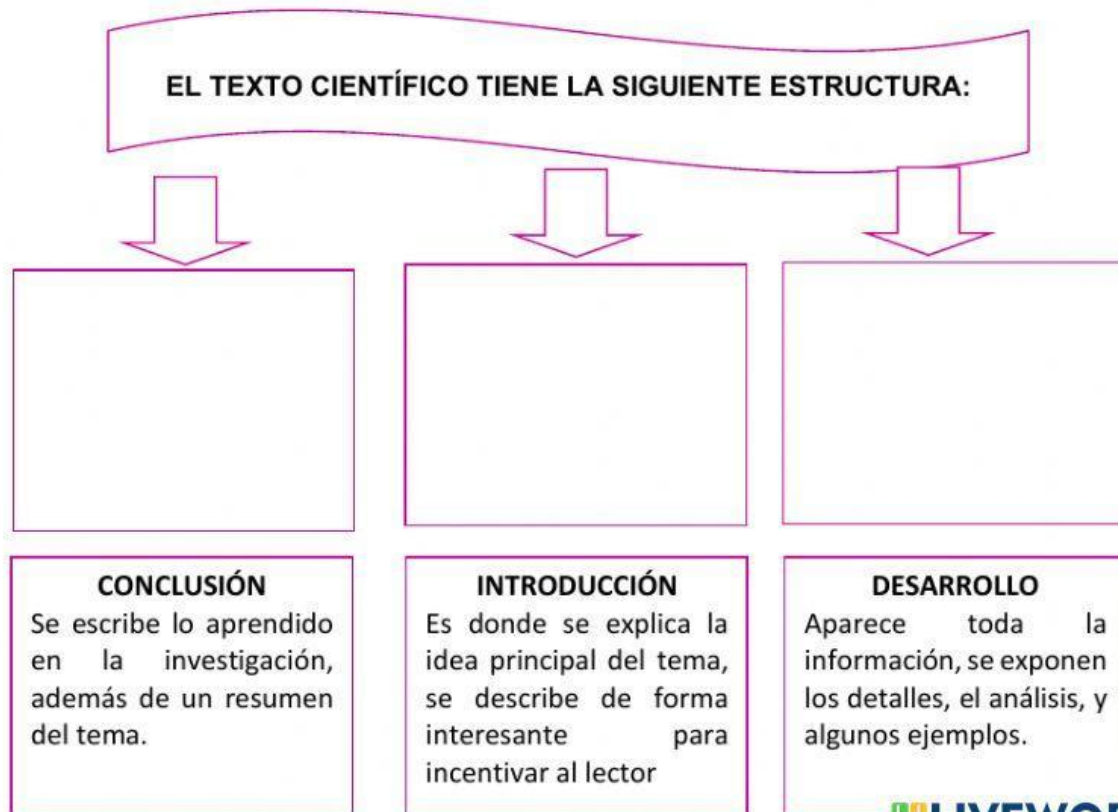 EL TEXTO CIENTÍFICO TIENE LA SIGUIENTE ESTRUCTURA:
CONCLUSIÓN
Se escribe lo aprendido
en la investigación,
además de un resumen
del tema.
INTRODUCCIÓN
Es donde se explica la
idea principal del tema,
se describe de forma
interesante para
incentivar al lector
DESARROLLO
Aparece toda la
información, se exponen
los detalles, el análisis, y
algunos ejemplos.